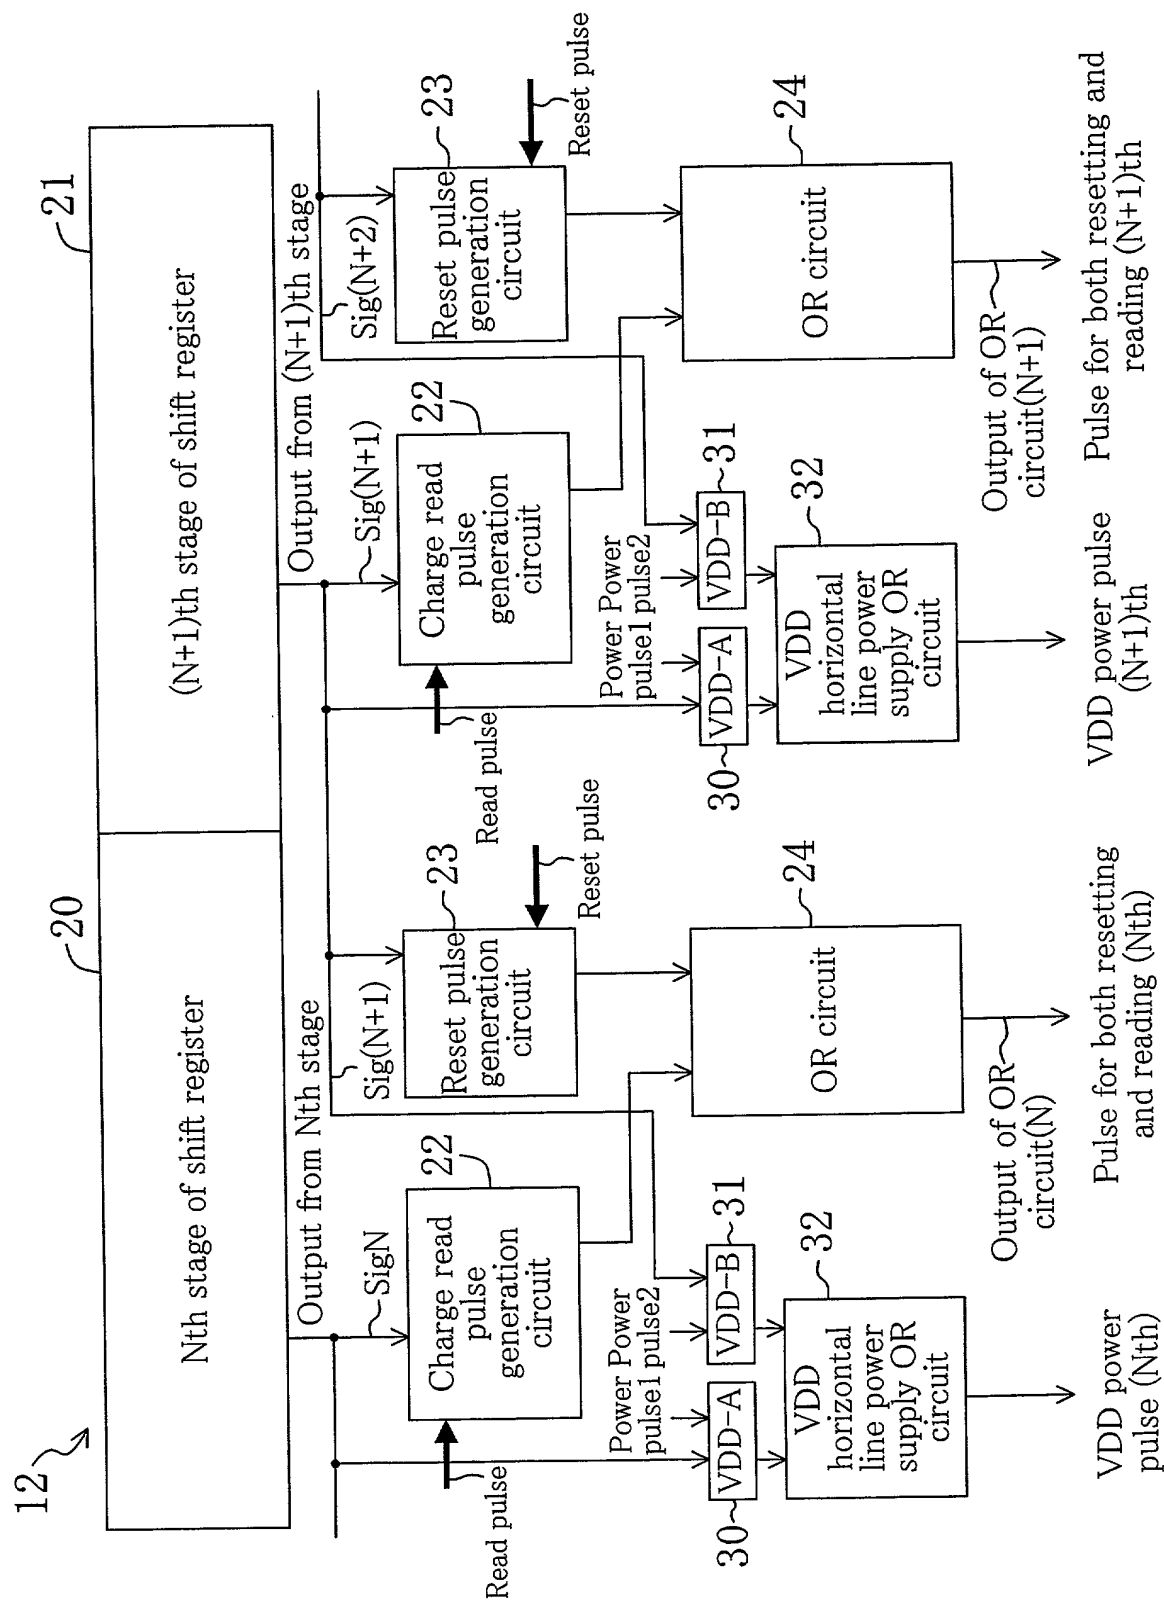 12
20
21
Nth stage of shift register
(N+1)th stage of shift register
Output from Nth stage
Output from (N+1)th stage
SigN
Sig(N+1)
Sig(N+1)
Sig(N+2)
22
Charge read
pulse
generation
circuit
Read pulse
23
Reset pulse
generation
circuit
Reset pulse
22
Charge read
pulse
generation
circuit
Read pulse
23
Reset pulse
generation
circuit
Reset pulse
Power Power
pulse1 pulse2
30
VDD-A
VDD-B
31
24
OR circuit
Power Power
pulse1 pulse2
30
VDD-A
VDD-B
31
24
OR circuit
32
VDD
horizontal
line power
supply OR
circuit
32
VDD
horizontal
line power
supply OR
circuit
Output of OR
circuit(N)
Output of OR
circuit(N+1)
VDD power
pulse (Nth)
Pulse for both resetting
and reading (Nth)
VDD power pulse
(N+1)th
Pulse for both resetting and
reading (N+1)th